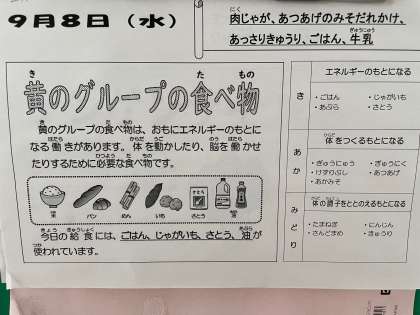 9月8日（水）
肉じゃが、あつあげのみそだれかけ、
あっさりきゅうり、ごはん、牛乳
黄のグループの食べ物
黄のグループの食べ物は、おもにエネルギーのもとに
なる働きがあります。体を動かしたり、脳を働かせ
たりするために必要な食べ物です。
パン
めん
いも
さとう
今日の給食には、ごはん、じゃがいも、さとう、油が
使われています。
き
エネルギーのもとになる
・ごはん ・じゃがいも
・あぶら ・さとう
あか
体をつくるもとになる
・ぎゅうにゅう ・ぎゅうにく
・けずりぶし ・あつあげ
・あかみそ
みどり
体の調子をととのえるもとになる
・たまねぎ ・にんじん
・さんどまめ ・きゅうり